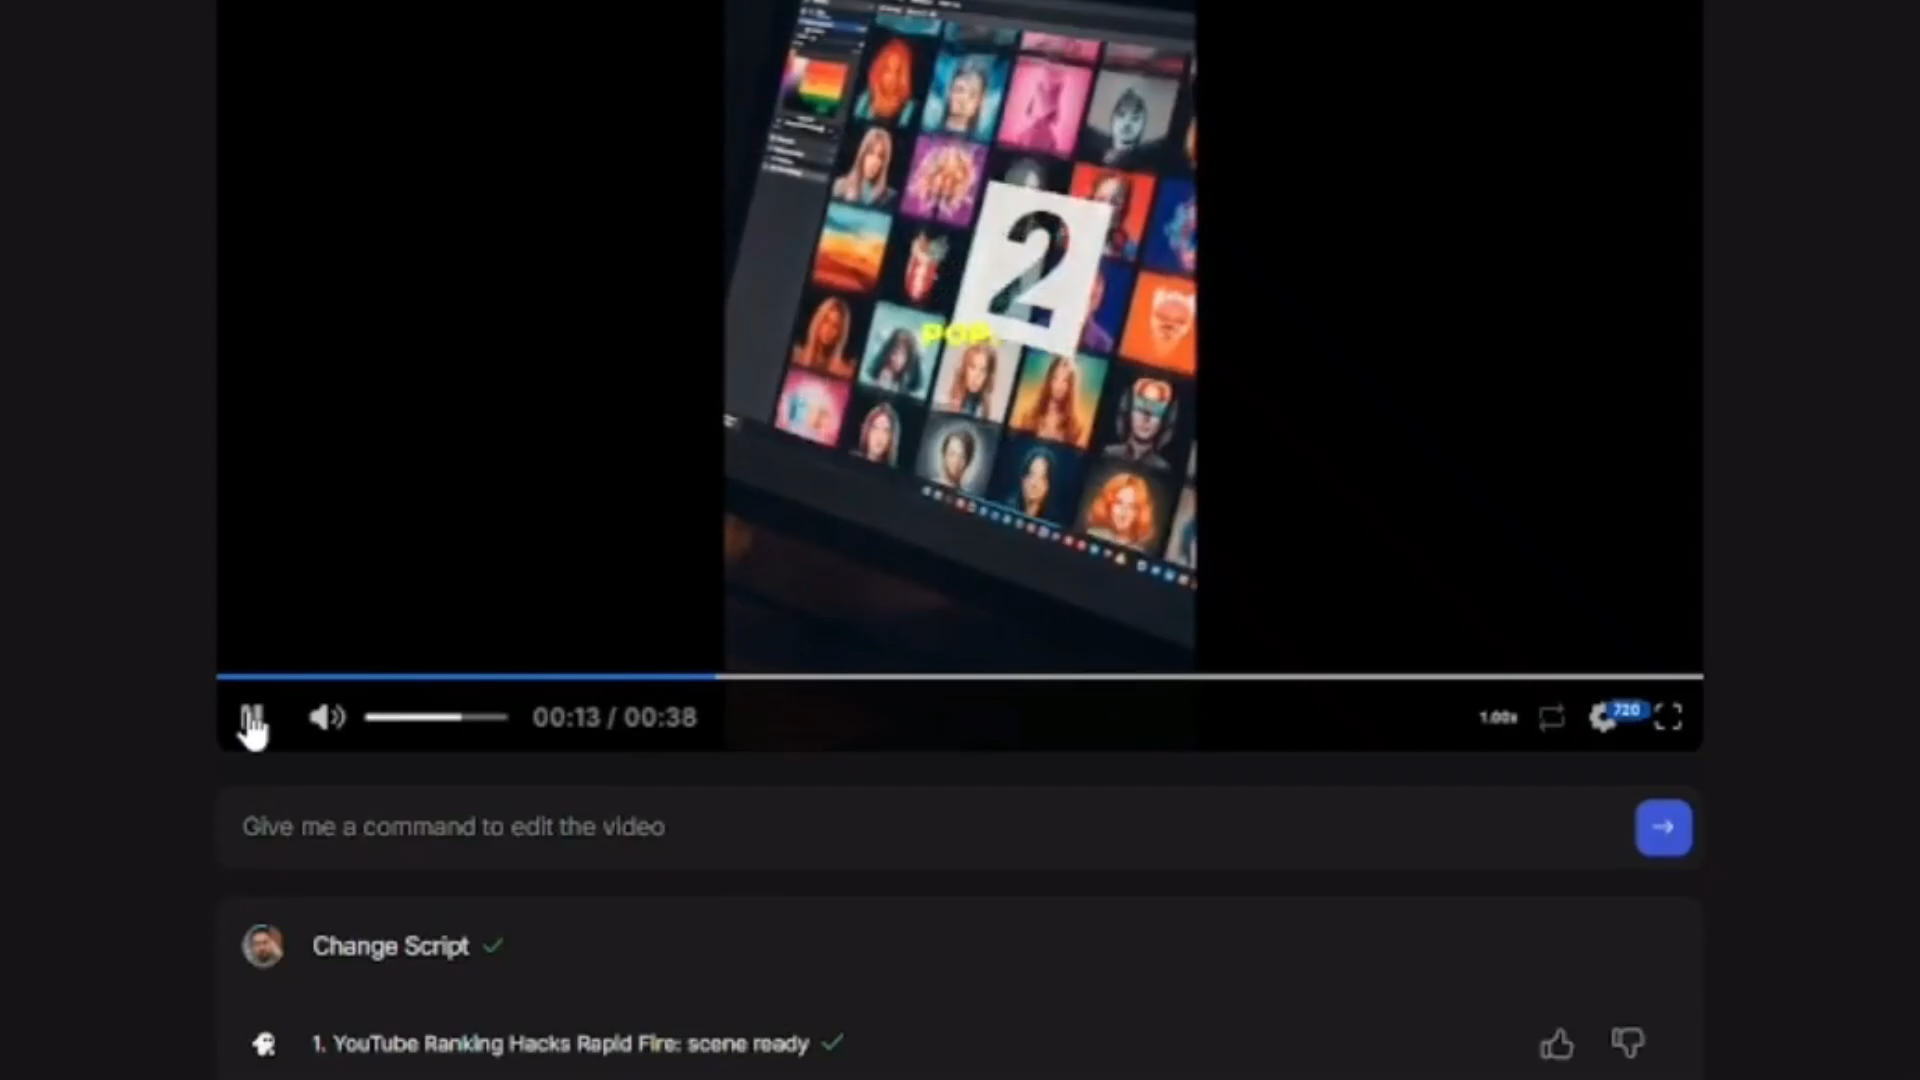 2
POP.
00:13 / 00:38
1.00x
720
Give me a command to edit the video
Change Script
1. YouTube Ranking Hacks Rapid Fire: scene ready